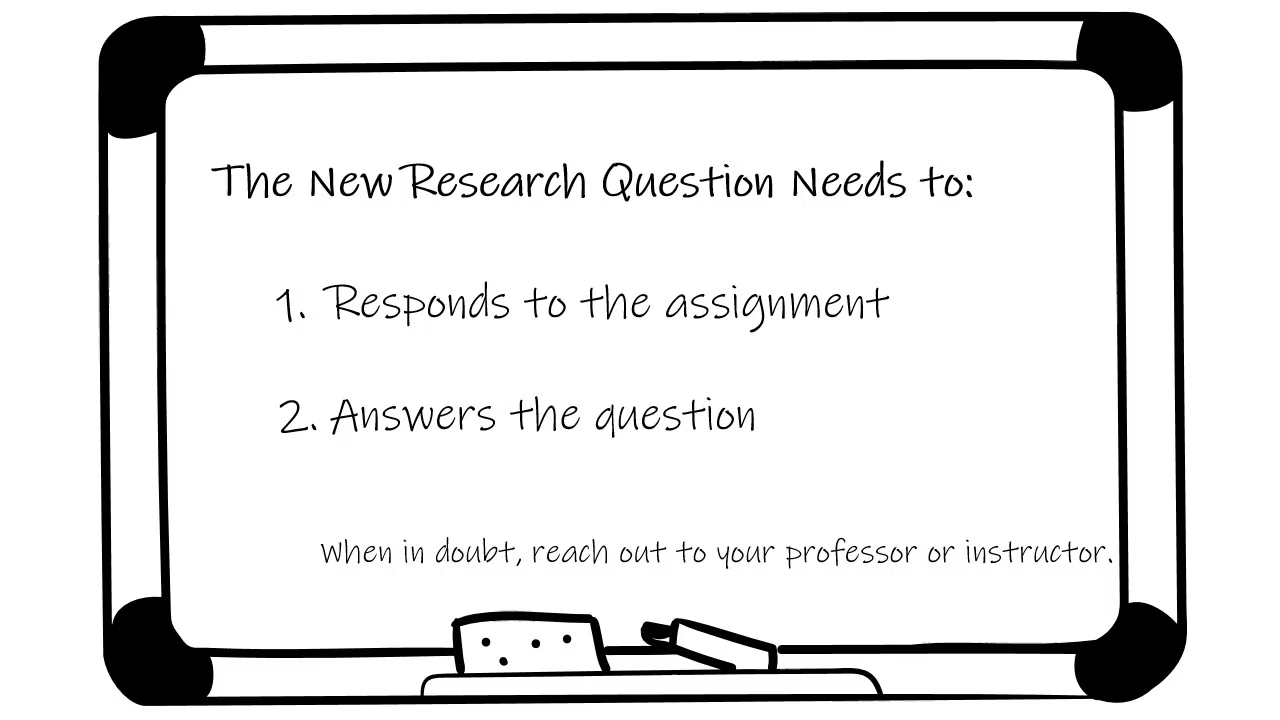 The New Research Question Needs to:
1. Responds to the assignment
2. Answers the question
When in doubt, reach out to your professor or instructor.